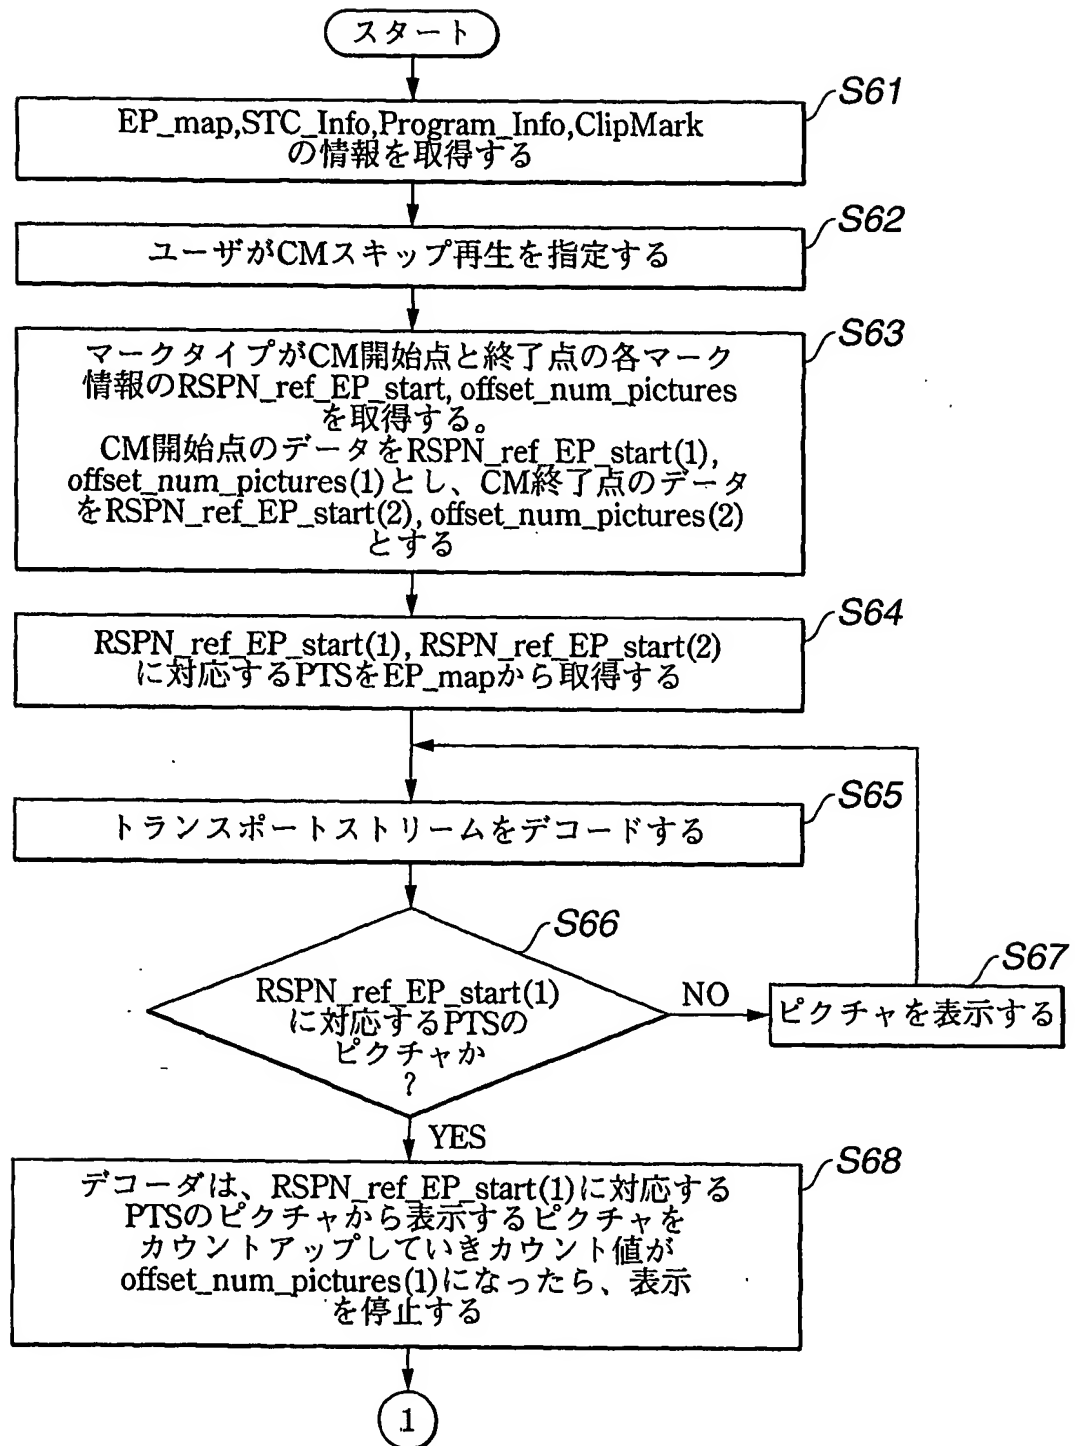 スタート
S61
EP_map,STC_Info,Program_Info,ClipMark
の情報を取得する
S62
ユーザがCMスキップ再生を指定する
S63
マークタイプがCM開始点と終了点の各マーク
情報のRSPN_ref_EP_start, offset_num_pictures
を取得する。
CM開始点のデータをRSPN_ref_EP_start(1),
offset_num_pictures(1)とし、CM終了点のデータ
をRSPN_ref_EP_start(2), offset_num_pictures(2)
とする
S64
RSPN_ref_EP_start(1), RSPN_ref_EP_start(2)
に対応するPTSをEP_mapから取得する
S65
トランスポートストリームをデコードする
S66
RSPN_ref_EP_start(1)
に対応するPTSの
ピクチャか
?
NO
S67
ピクチャを表示する
YES
S68
デコーダは、RSPN_ref_EP_start(1)に対応する
PTSのピクチャから表示するピクチャを
カウントアップしていきカウント値が
offset_num_pictures(1)になったら、表示
を停止する
1